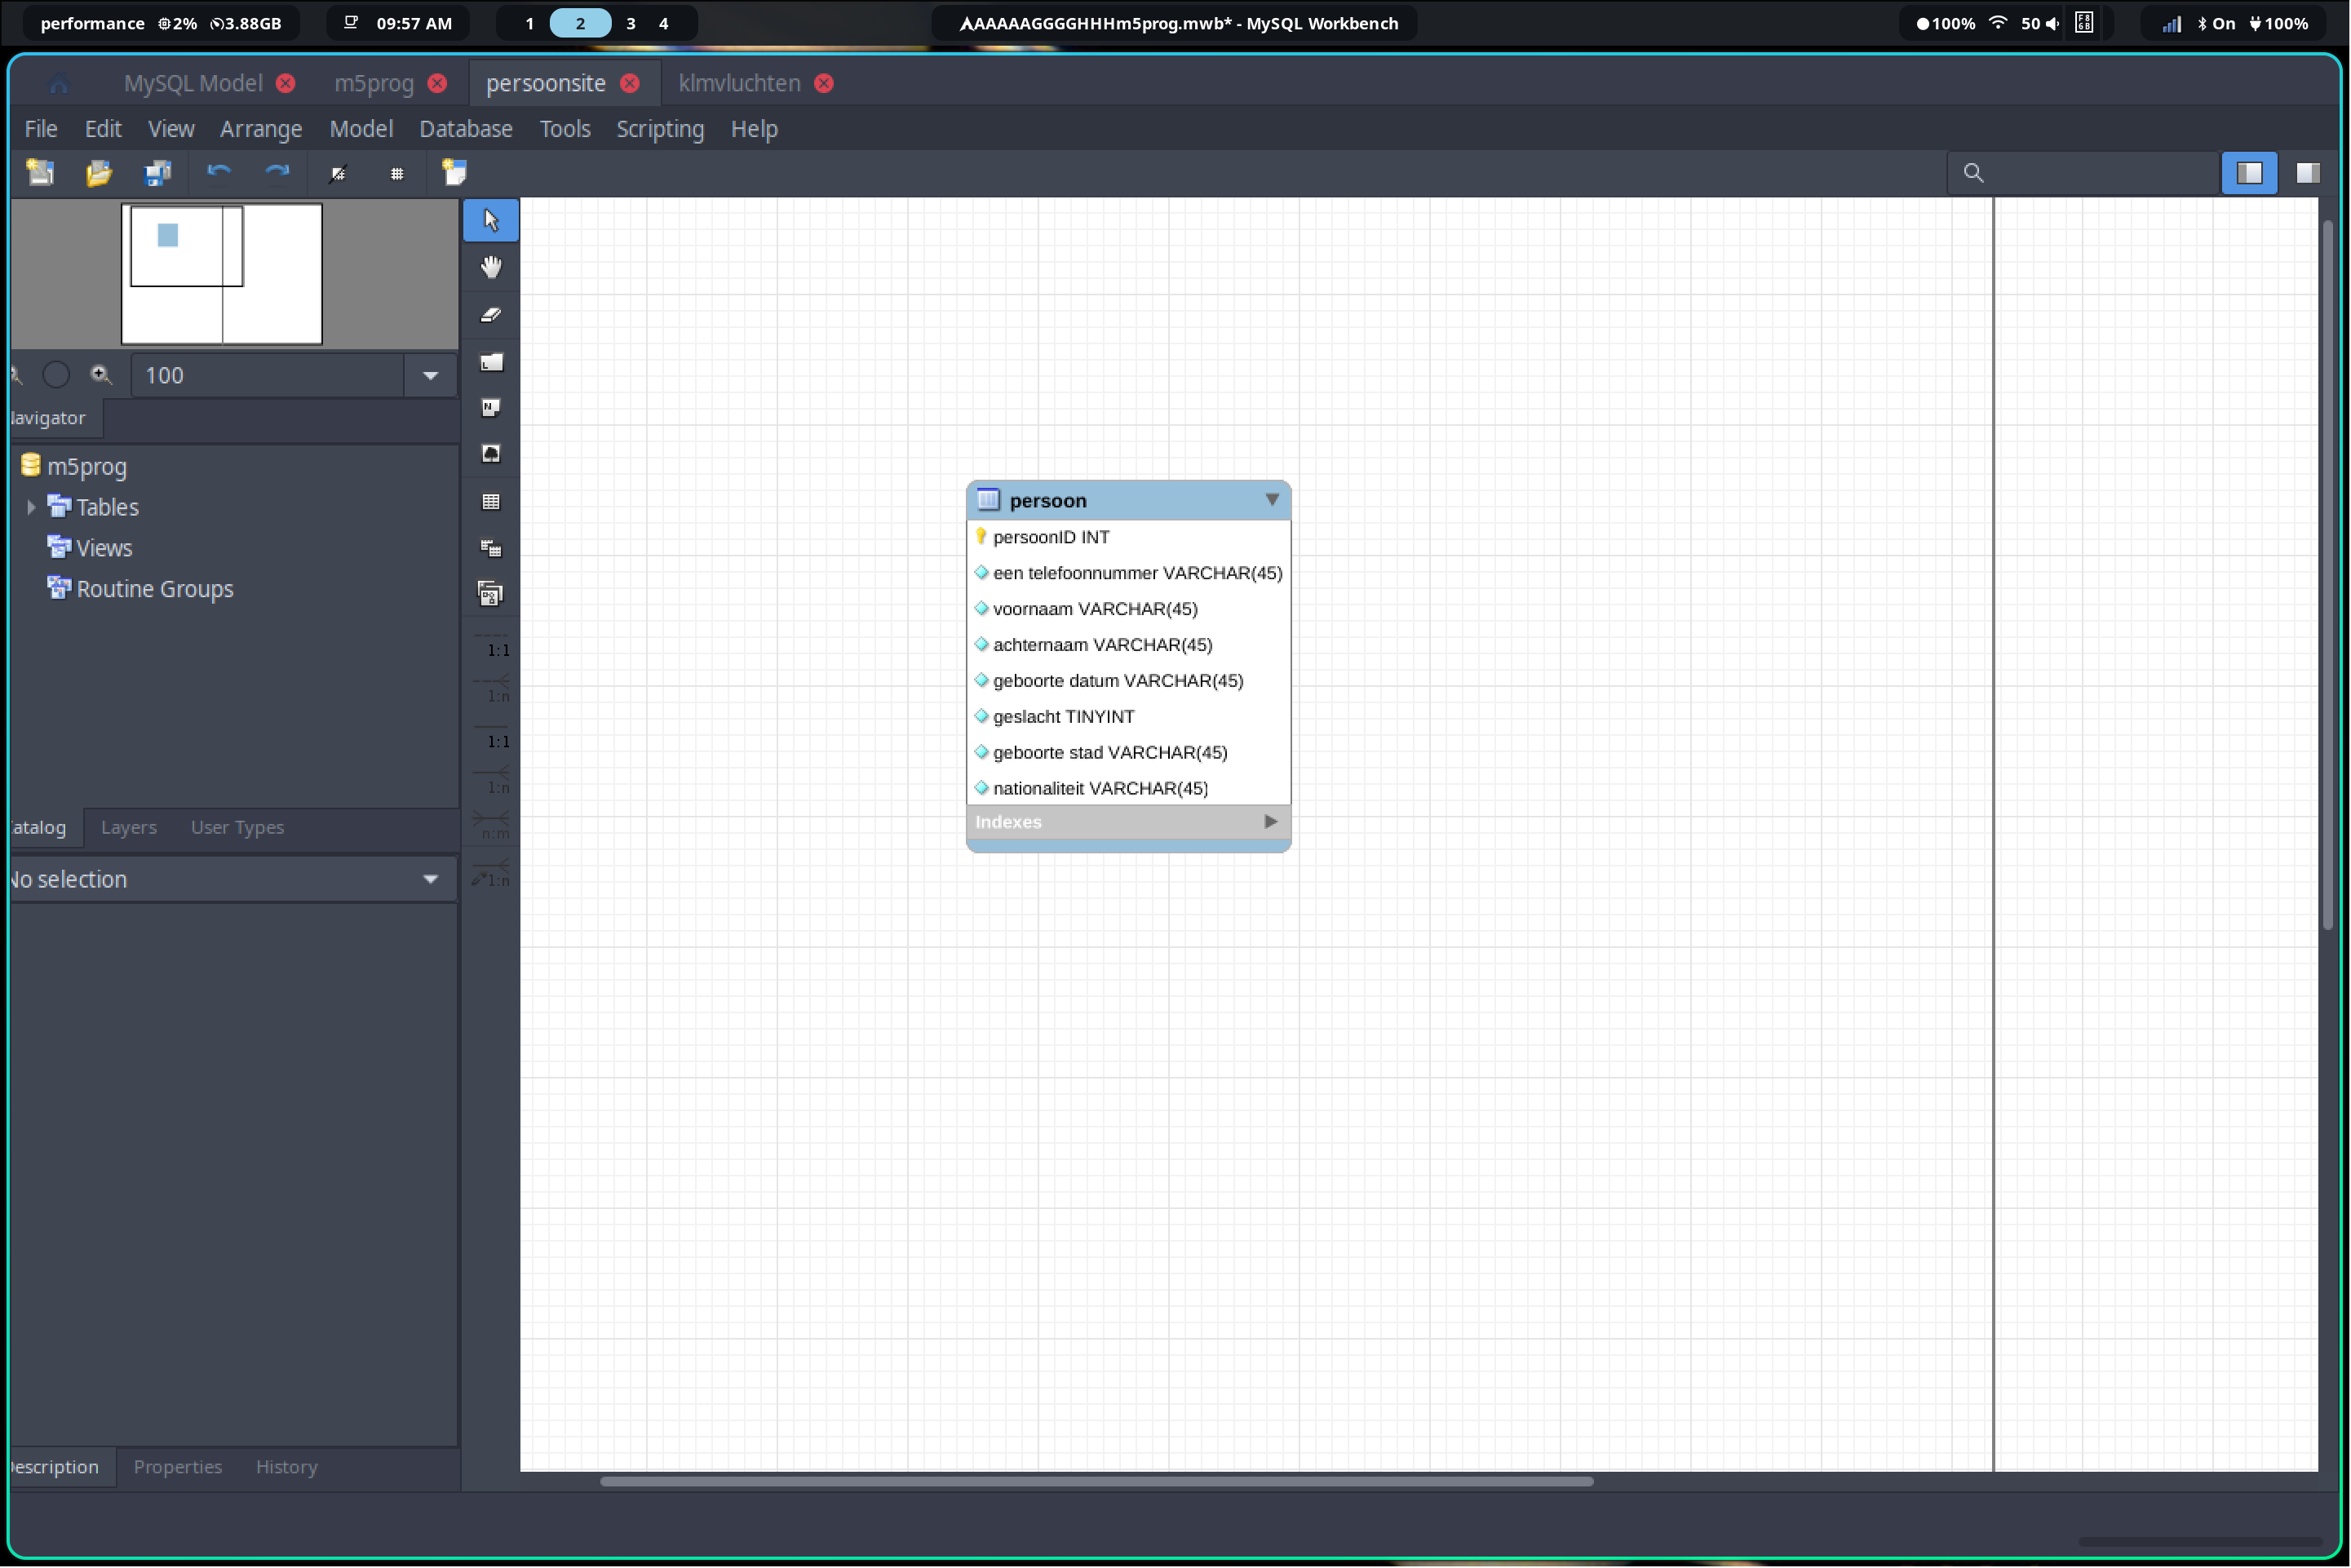 performance 2% 3.88GB 09:57 AM 1 2 3 4 AAAAAGGGGHHHm5prog.mwb* - MySQL Workbench 100% 50 F8 6B On 100%
MySQL Model m5prog persoonsite klmvluchten
File Edit View Arrange Model Database Tools Scripting Help
100
avigator
m5prog
Tables
Views
Routine Groups
atalog Layers User Types
No selection
escription Properties History
1:1
1:n
1:1
1:n
n:m
1:n
persoon
persoonID INT
een telefoonnummer VARCHAR(45)
voornaam VARCHAR(45)
achternaam VARCHAR(45)
geboorte datum VARCHAR(45)
geslacht TINYINT
geboorte stad VARCHAR(45)
nationaliteit VARCHAR(45)
Indexes